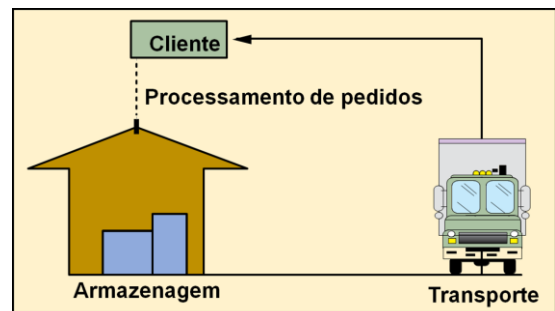 Cliente
Processamento de pedidos
Armazenagem
Transporte